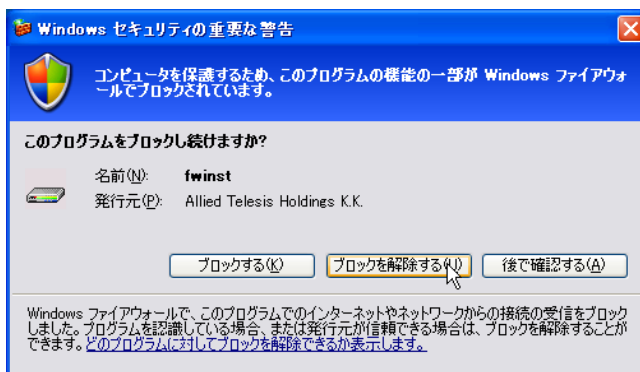 Windows セキュリティの重要な警告
コンピュータを保護するため、このプログラムの機能の一部が Windows ファイアウォ
ールでブロックされています。
このプログラムをブロックし続けますか?
名前(N): fwinst
発行元(P): Allied Telesis Holdings K.K.
ブロックする(K) ブロックを解除する(U) 後で確認する(A)
Windows ファイアウォールで、このプログラムでのインターネットやネットワークからの接続の受信をブロック
しました。プログラムを認識している場合、または発行元が信頼できる場合は、ブロックを解除することが
できます。どのプログラムに対してブロックを解除できるか表示します。